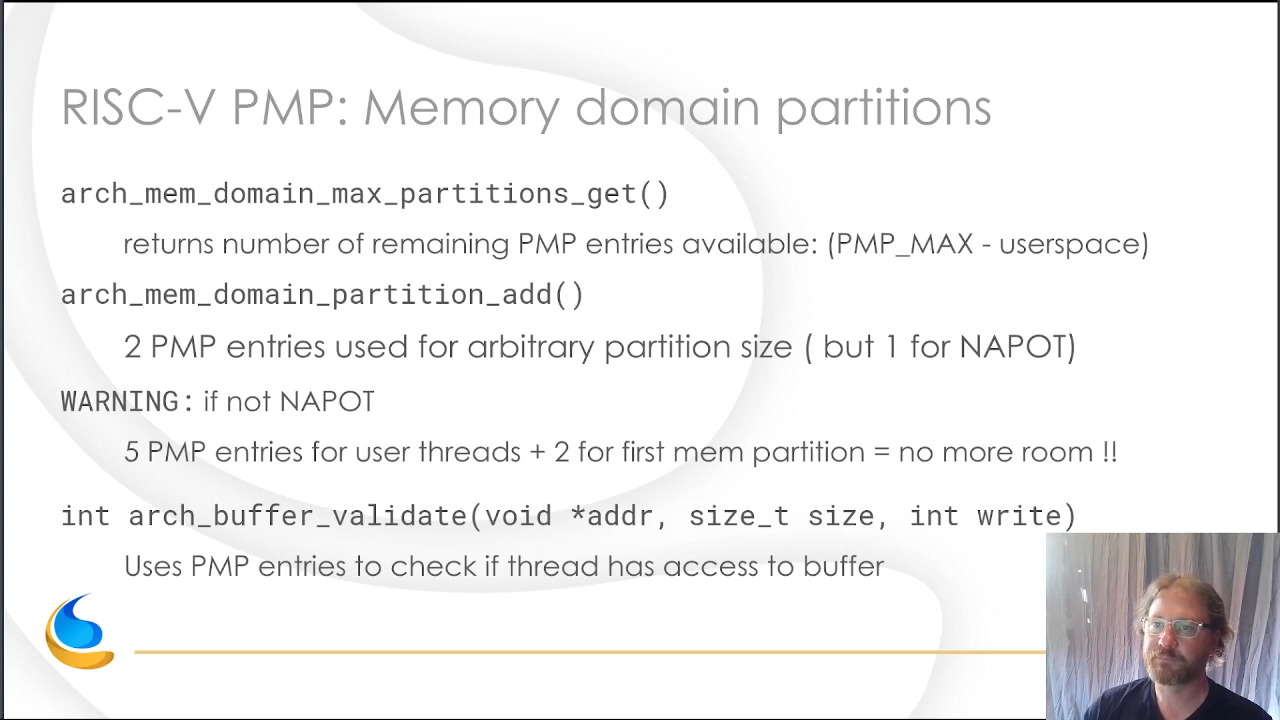 RISC-V PMP: Memory domain partitions
arch_mem_domain_max_partitions_get()
returns number of remaining PMP entries available: (PMP_MAX - userspace)
arch_mem_domain_partition_add()
2 PMP entries used for arbitrary partition size ( but 1 for NAPOT)
WARNING: if not NAPOT
5 PMP entries for user threads + 2 for first mem partition = no more room !!
int arch_buffer_validate(void *addr, size_t size, int write)
Uses PMP entries to check if thread has access to buffer